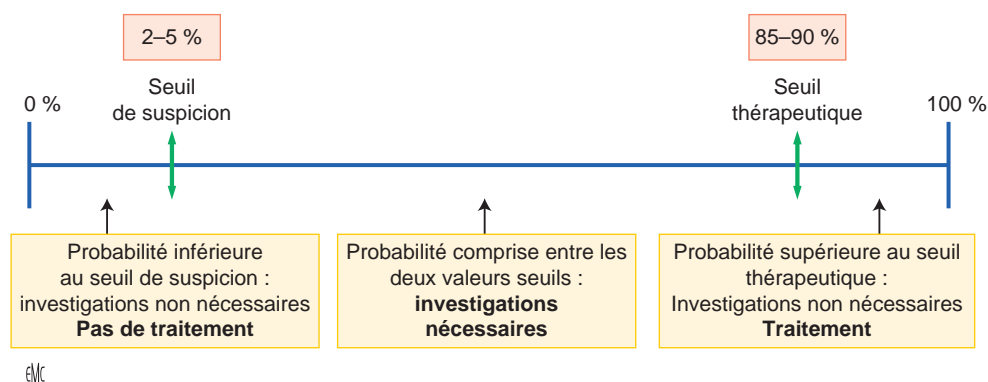 2–5 %
85–90 %
Seuil
de suspicion
Seuil
thérapeutique
0 %
100 %
Probabilité inférieure
au seuil de suspicion :
investigations non nécessaires
Pas de traitement
Probabilité comprise entre les
deux valeurs seuils :
investigations
nécessaires
Probabilité supérieure au seuil
thérapeutique :
Investigations non nécessaires
Traitement
EMC